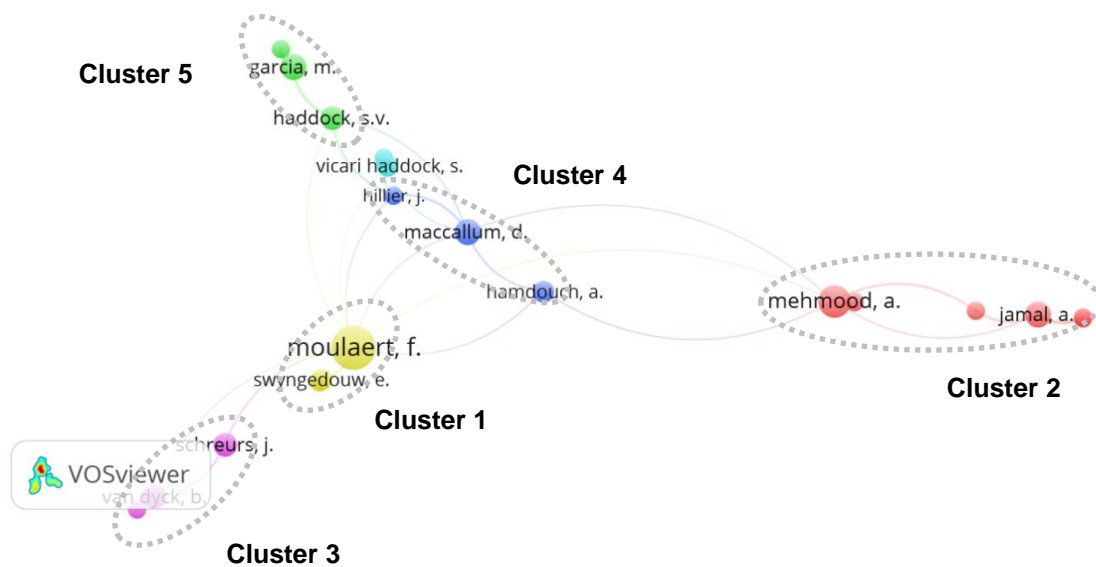 garcia, m.
Cluster 5
haddock, s.v.
vicari haddock, s.
Cluster 4
hillier, j.
maccallum, d.
hamdouch, a.
mehmood, a.
jamal, a.
moulaert, f.
swyngedouw, e.
Cluster 2
Cluster 1
schreurs, j.
VOSviewer
van dyck, b.
Cluster 3